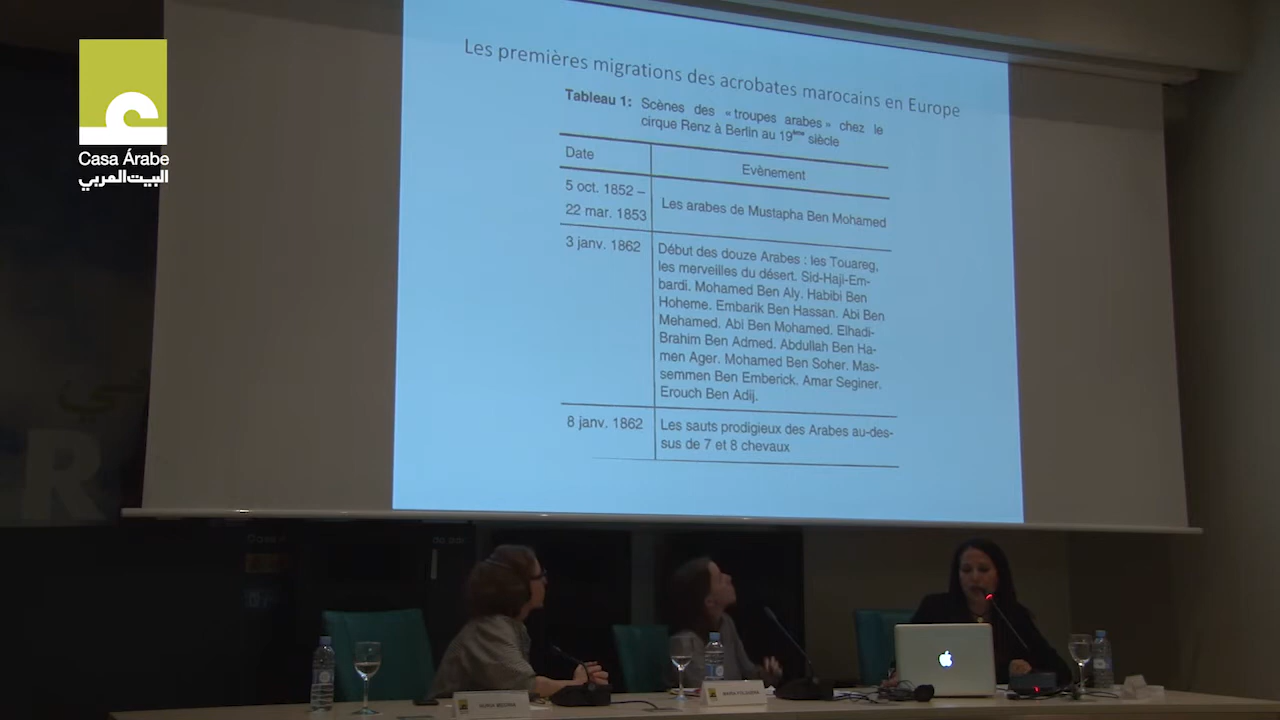 Casa Árabe
البيت العربي
Les premières migrations des acrobates marocains en Europe
Tableau 1: Scènes des «troupes arabes» chez le
cirque Renz à Berlin au 19ème siècle
Date
Evènement
5 oct. 1852 –
22 mar. 1853
Les arabes de Mustapha Ben Mohamed
3 janv. 1862
Début des douze Arabes : les Touareg,
les merveilles du désert. Sid-Haji-Em-
bardi. Mohamed Ben Aly. Habibi Ben
Hoheme. Embarik Ben Hassan. Abi Ben
Mehamed. Abi Ben Mohamed. Elhadi-
Brahim Ben Admed. Abdullah Ben Ha-
men Ager. Mohamed Ben Soher. Mas-
semmen Ben Emberick. Amar Seginer.
Erouch Ben Adij.
8 janv. 1862
Les sauts prodigieux des Arabes au-des-
sus de 7 et 8 chevaux
R
NURIA MEDINA
MARÍA FOLGUERA